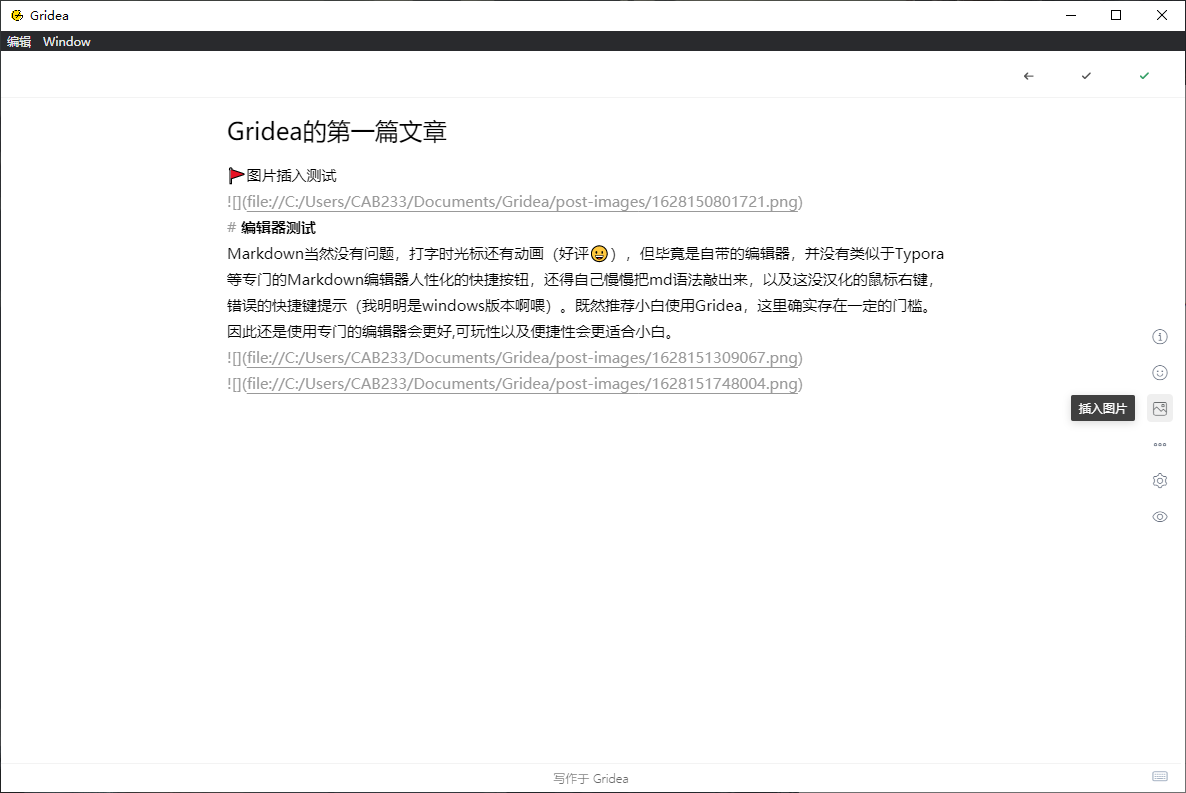 Gridea
编辑 Window
Gridea的第一篇文章
🚩图片插入测试
![](file://C:/Users/CAB233/Documents/Gridea/post-images/1628150801721.png)
# 编辑器测试
Markdown当然没有问题，打字时光标还有动画（好评😀），但毕竟是自带的编辑器，并没有类似于Typora
等专门的Markdown编辑器人性化的快捷按钮，还得自己慢慢把md语法敲出来，以及这没汉化的鼠标右键，
错误的快捷键提示（我明明是windows版本啊喂）。既然推荐小白使用Gridea，这里确实存在一定的门槛。
因此还是使用专门的编辑器会更好,可玩性以及便捷性会更适合小白。
![](file://C:/Users/CAB233/Documents/Gridea/post-images/1628151309067.png)
![](file://C:/Users/CAB233/Documents/Gridea/post-images/1628151748004.png)
插入图片
写作于 Gridea